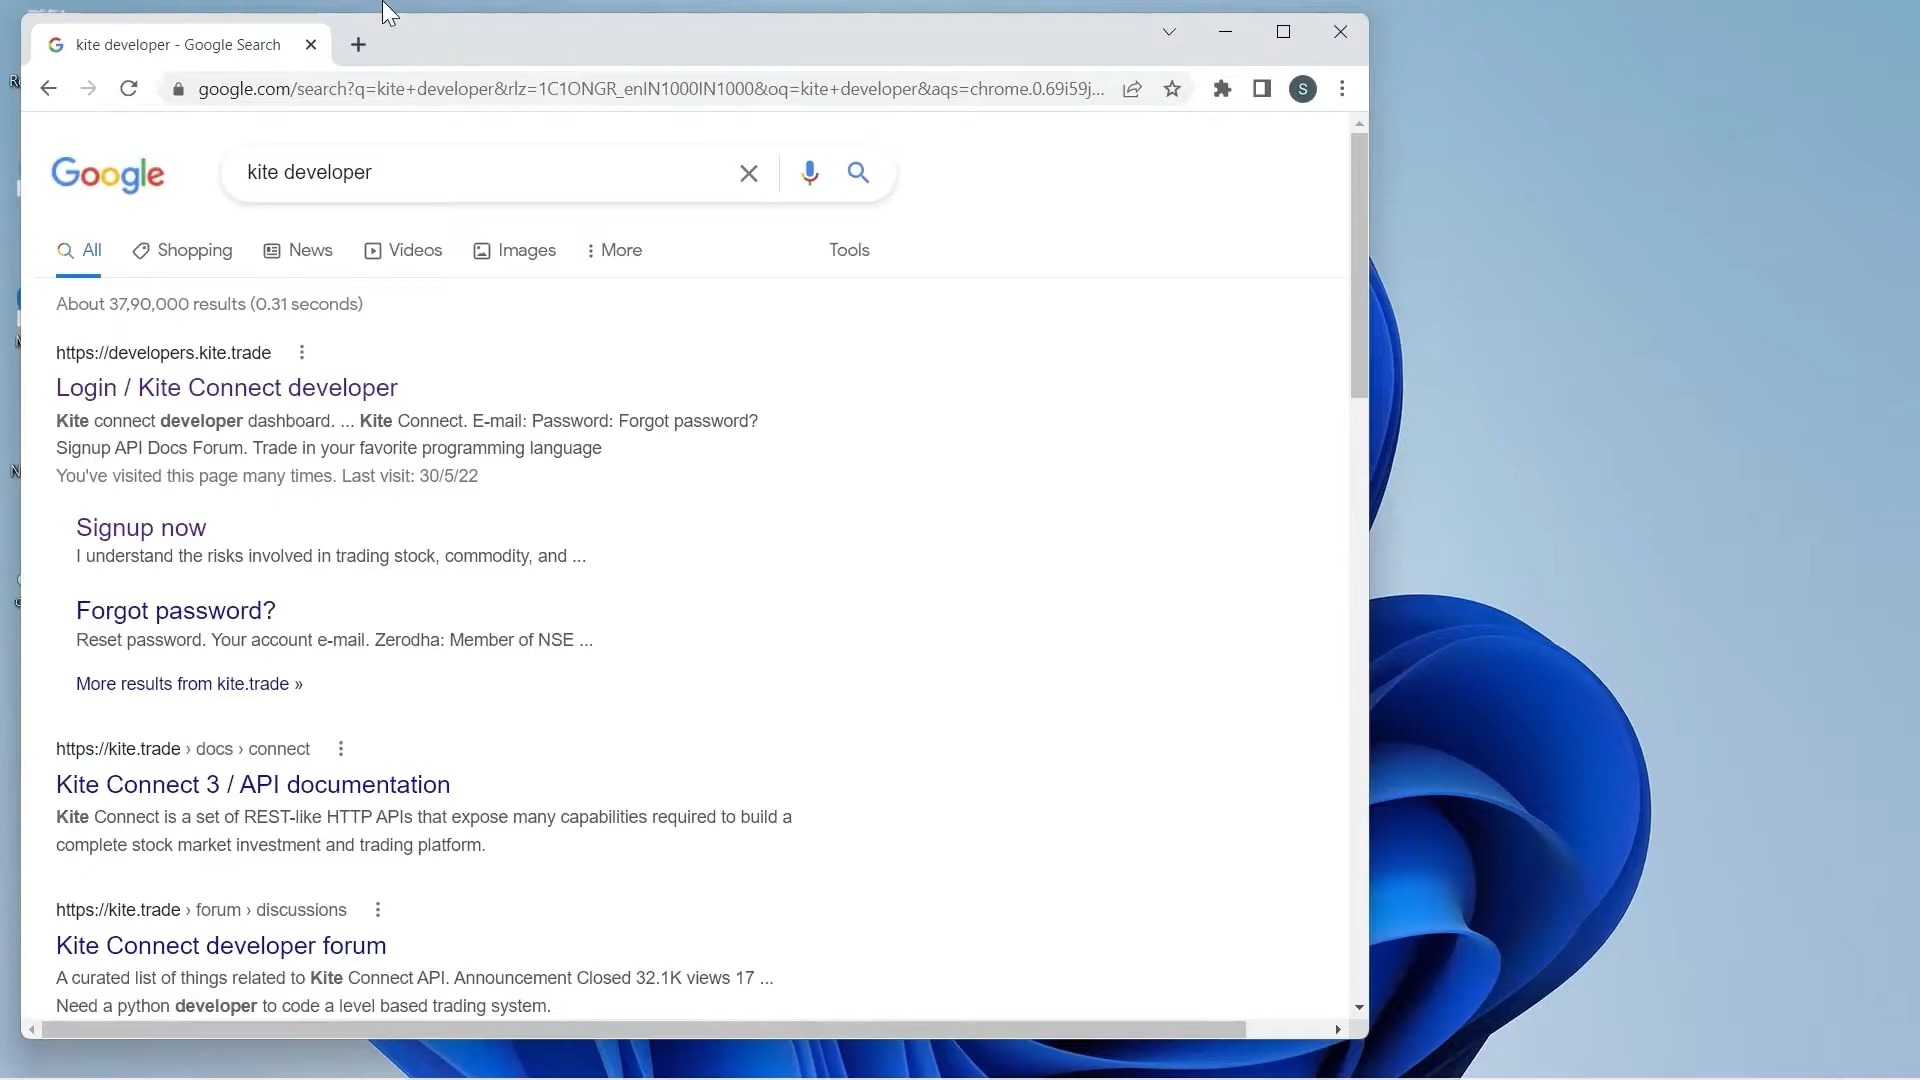 kite developer - Google Search
google.com/search?q=kite+developer&rlz=1C1ONGR_enIN1000IN1000&oq=kite+developer&aqs=chrome.0.69i59j...
S
Google
kite developer
All
Shopping
News
Videos
Images
More
Tools
About 37,90,000 results (0.31 seconds)
https://developers.kite.trade
Login / Kite Connect developer
Kite connect developer dashboard. ... Kite Connect. E-mail: Password: Forgot password?
Signup API Docs Forum. Trade in your favorite programming language
You've visited this page many times. Last visit: 30/5/22
Signup now
I understand the risks involved in trading stock, commodity, and ...
Forgot password?
Reset password. Your account e-mail. Zerodha: Member of NSE ...
More results from kite.trade »
https://kite.trade › docs › connect
Kite Connect 3 / API documentation
Kite Connect is a set of REST-like HTTP APIs that expose many capabilities required to build a
complete stock market investment and trading platform.
https://kite.trade › forum › discussions
Kite Connect developer forum
A curated list of things related to Kite Connect API. Announcement Closed 32.1K views 17 ...
Need a python developer to code a level based trading system.